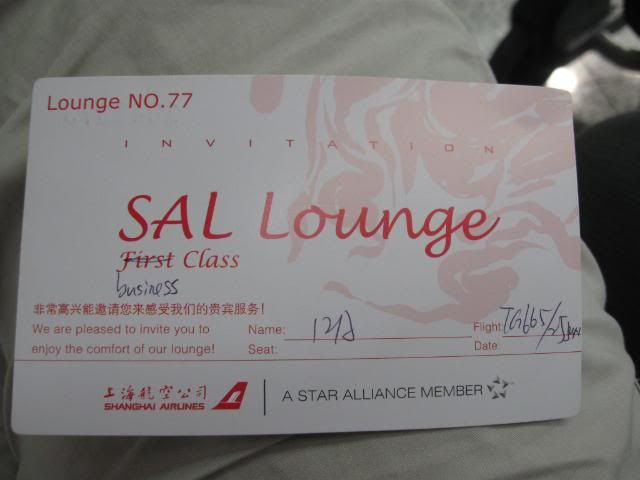 Lounge NO.77
INVITATION
SAL Lounge
First Class
business
非常高兴能邀请您来感受我们的贵宾服务!
We are pleased to invite you to
enjoy the comfort of our lounge!
Name:
Seat:
Flight: TG665/25
Date:
上海航空公司
SHANGHAI AIRLINES
A STAR ALLIANCE MEMBER